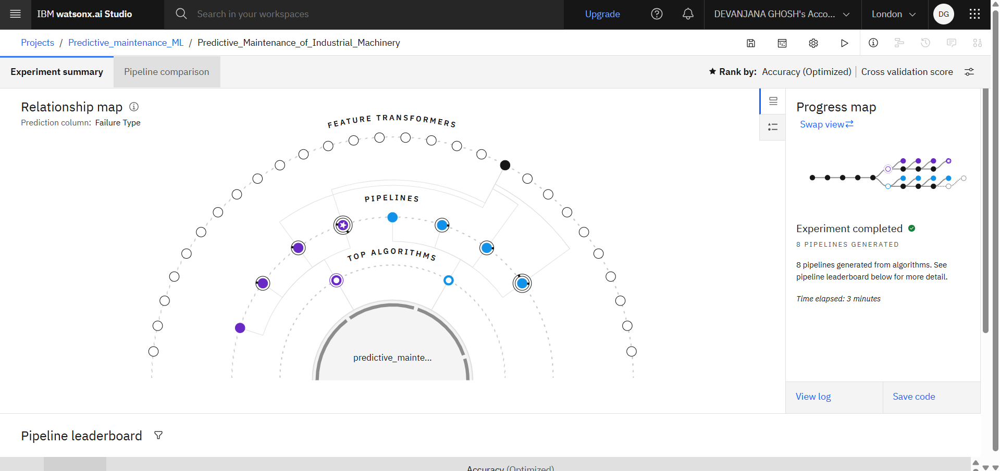 IBM watsonx.ai Studio
Search in your workspaces
Upgrade
DEVANJANA GHOSH's Acco...
London
DG
Projects / Predictive_maintenance_ML / Predictive_Maintenance_of_Industrial_Machinery
Experiment summary
Pipeline comparison
Rank by: Accuracy (Optimized) | Cross validation score
Relationship map
Prediction column: Failure Type
FEATURE TRANSFORMERS
PIPELINES
TOP ALGORITHMS
predictive_mainte...
Progress map
Swap view
Experiment completed
8 PIPELINES GENERATED
8 pipelines generated from algorithms. See
pipeline leaderboard below for more detail.
Time elapsed: 3 minutes
View log
Save code
Pipeline leaderboard
Accuracy (Optimized)